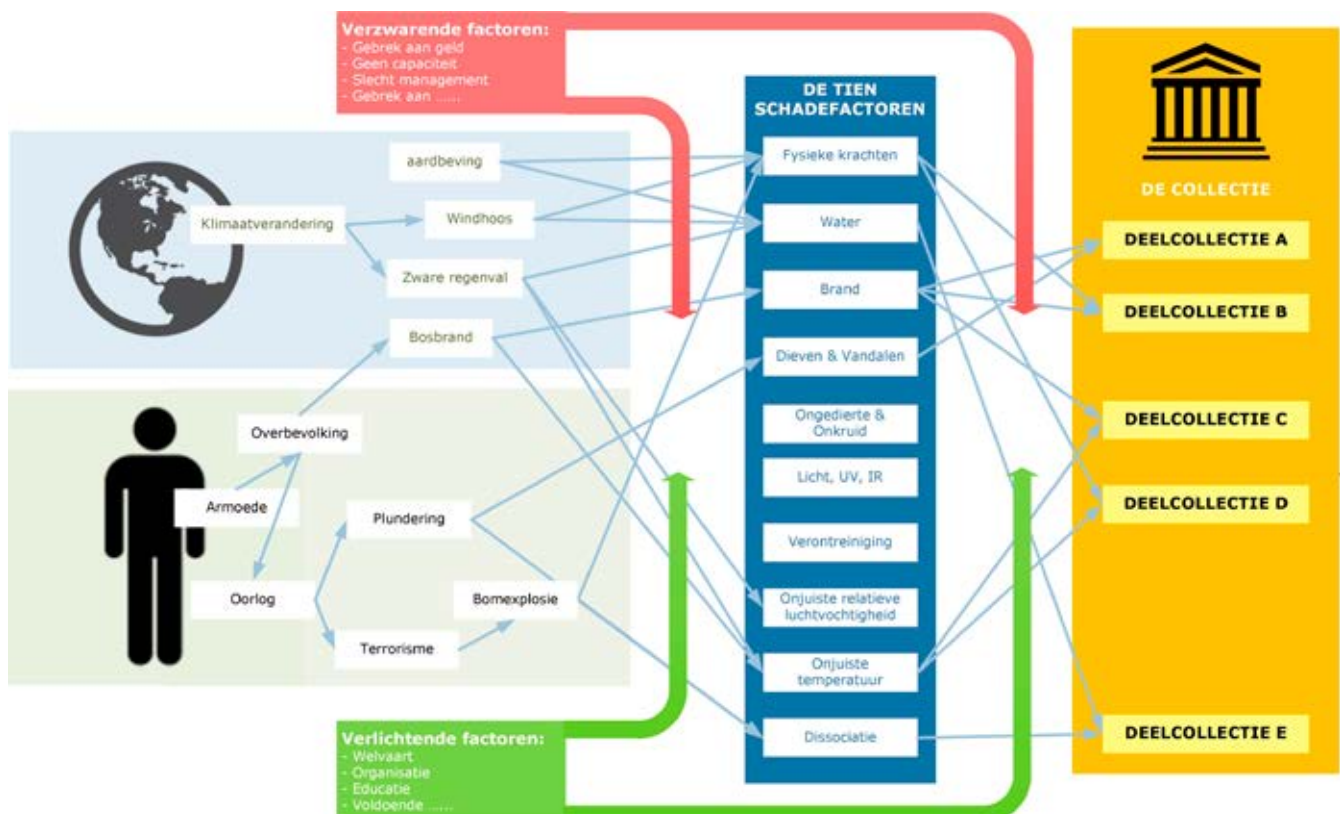 Verzwarende factoren:
- Gebrek aan geld
- Geen capaciteit
- Slecht management
- Gebrek aan ......
aardbeving
Klimaatverandering
Windhoos
Zware regenval
Bosbrand
Overbevolking
Armoede
Plundering
Oorlog
Bomexplosie
Terrorisme
Verlichtende factoren:
- Welvaart
- Organisatie
- Educatie
- Voldoende ......
DE TIEN
SCHADEFACTOREN
Fysieke krachten
Water
Brand
Dieven & Vandalen
Ongedierte &
Onkruid
Licht, UV, IR
Verontreiniging
Onjuiste relatieve
luchtvochtigheid
Onjuiste
temperatuur
Dissociatie
DE COLLECTIE
DEELCOLLECTIE A
DEELCOLLECTIE B
DEELCOLLECTIE C
DEELCOLLECTIE D
DEELCOLLECTIE E